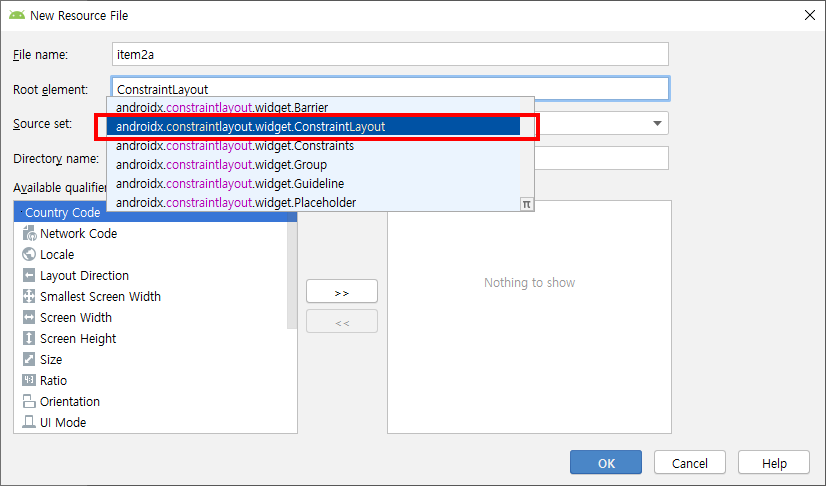 New Resource File
File name:
item2a
Root element:
ConstraintLayout
androidx.constraintlayout.widget.Barrier
androidx.constraintlayout.widget.ConstraintLayout
androidx.constraintlayout.widget.Constraints
androidx.constraintlayout.widget.Group
androidx.constraintlayout.widget.Guideline
androidx.constraintlayout.widget.Placeholder
π
Source set:
Directory name:
Available qualifie
Country Code
Network Code
Locale
Layout Direction
Smallest Screen Width
Screen Width
Screen Height
Size
Ratio
Orientation
UI Mode
>>
<<
Nothing to show
OK
Cancel
Help